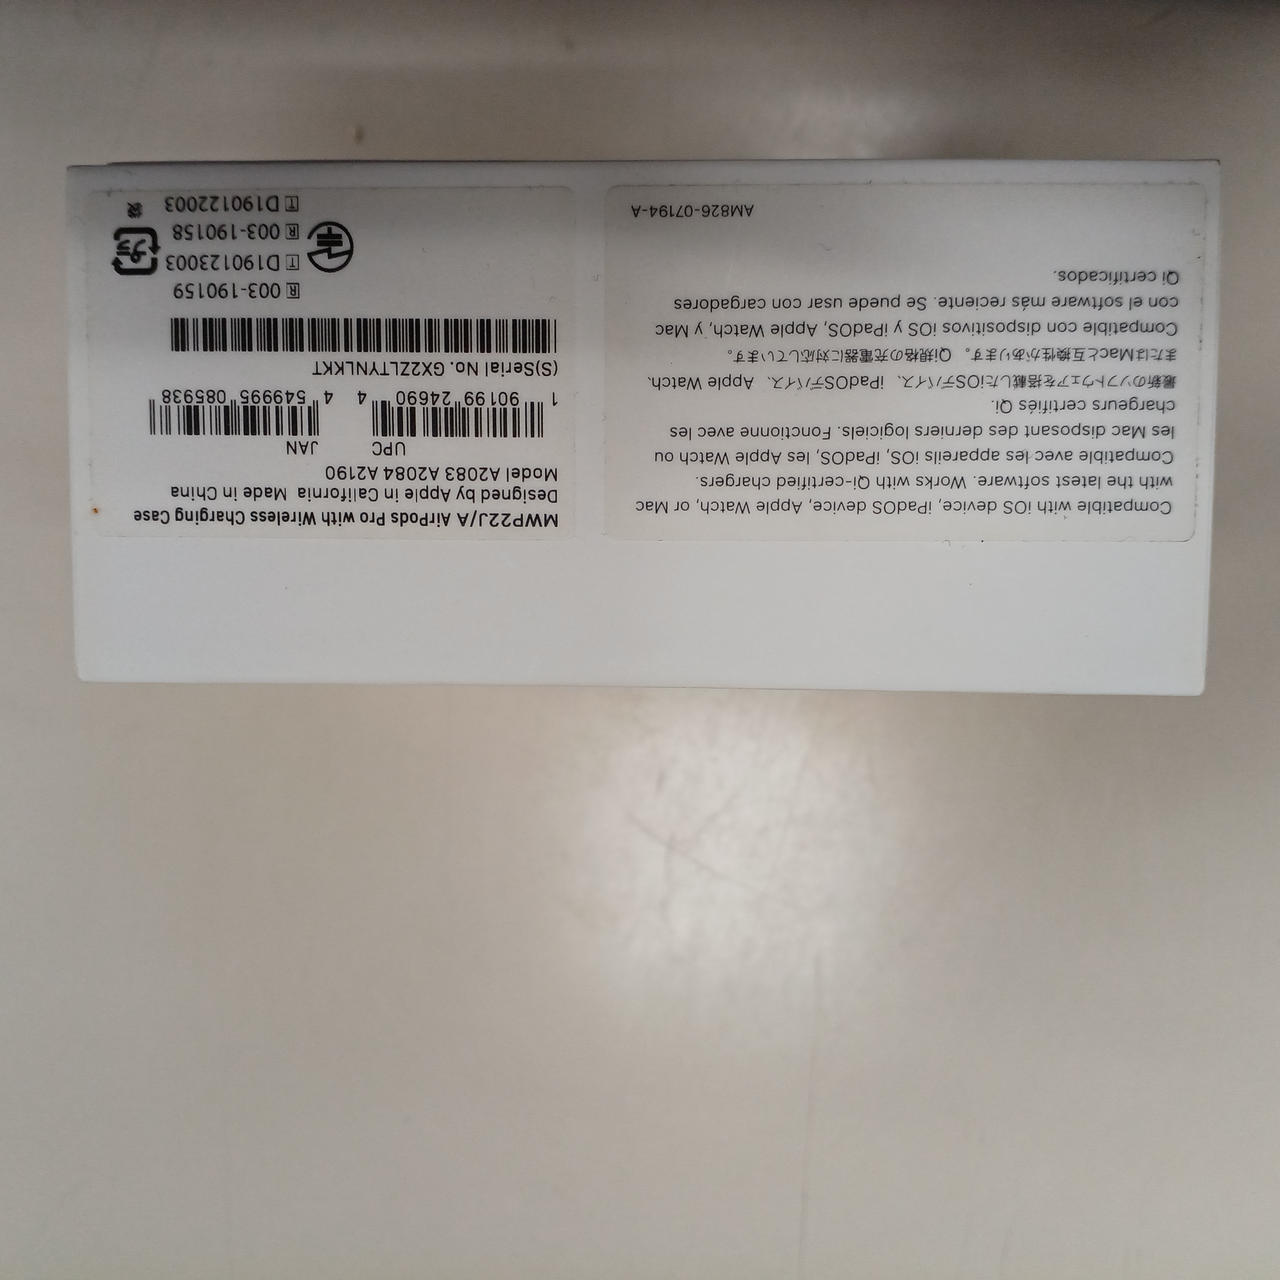 Compatible with iOS device, iPadOS device, Apple Watch, or Mac
with the latest software. Works with Qi-certified chargers.
Compatible avec les appareils iOS, iPadOS, les Apple Watch ou
les Mac disposant des derniers logiciels. Fonctionne avec les
chargeurs certifiés Qi.
最新のソフトウェアを搭載したiOSデバイス、iPadOSデバイス、Apple Watch、
またはMacと互換性があります。Qi規格の充電器に対応しています。
Compatible con dispositivos iOS y iPadOS, Apple Watch, y Mac
con el software más reciente. Se puede usar con cargadores
Qi certificados.
AM826-07194-A
MWP22J/A AirPods Pro with Wireless Charging Case
Designed by Apple in California Made in China
Model A2083 A2084 A2190
UPC
JAN
1 90199 24690 4
4 549995 085938
(S)Serial No. GX2ZLLTYNLKKT
R 003-190159
T D190123003
R 003-190158
T D190122003
プラ
袋